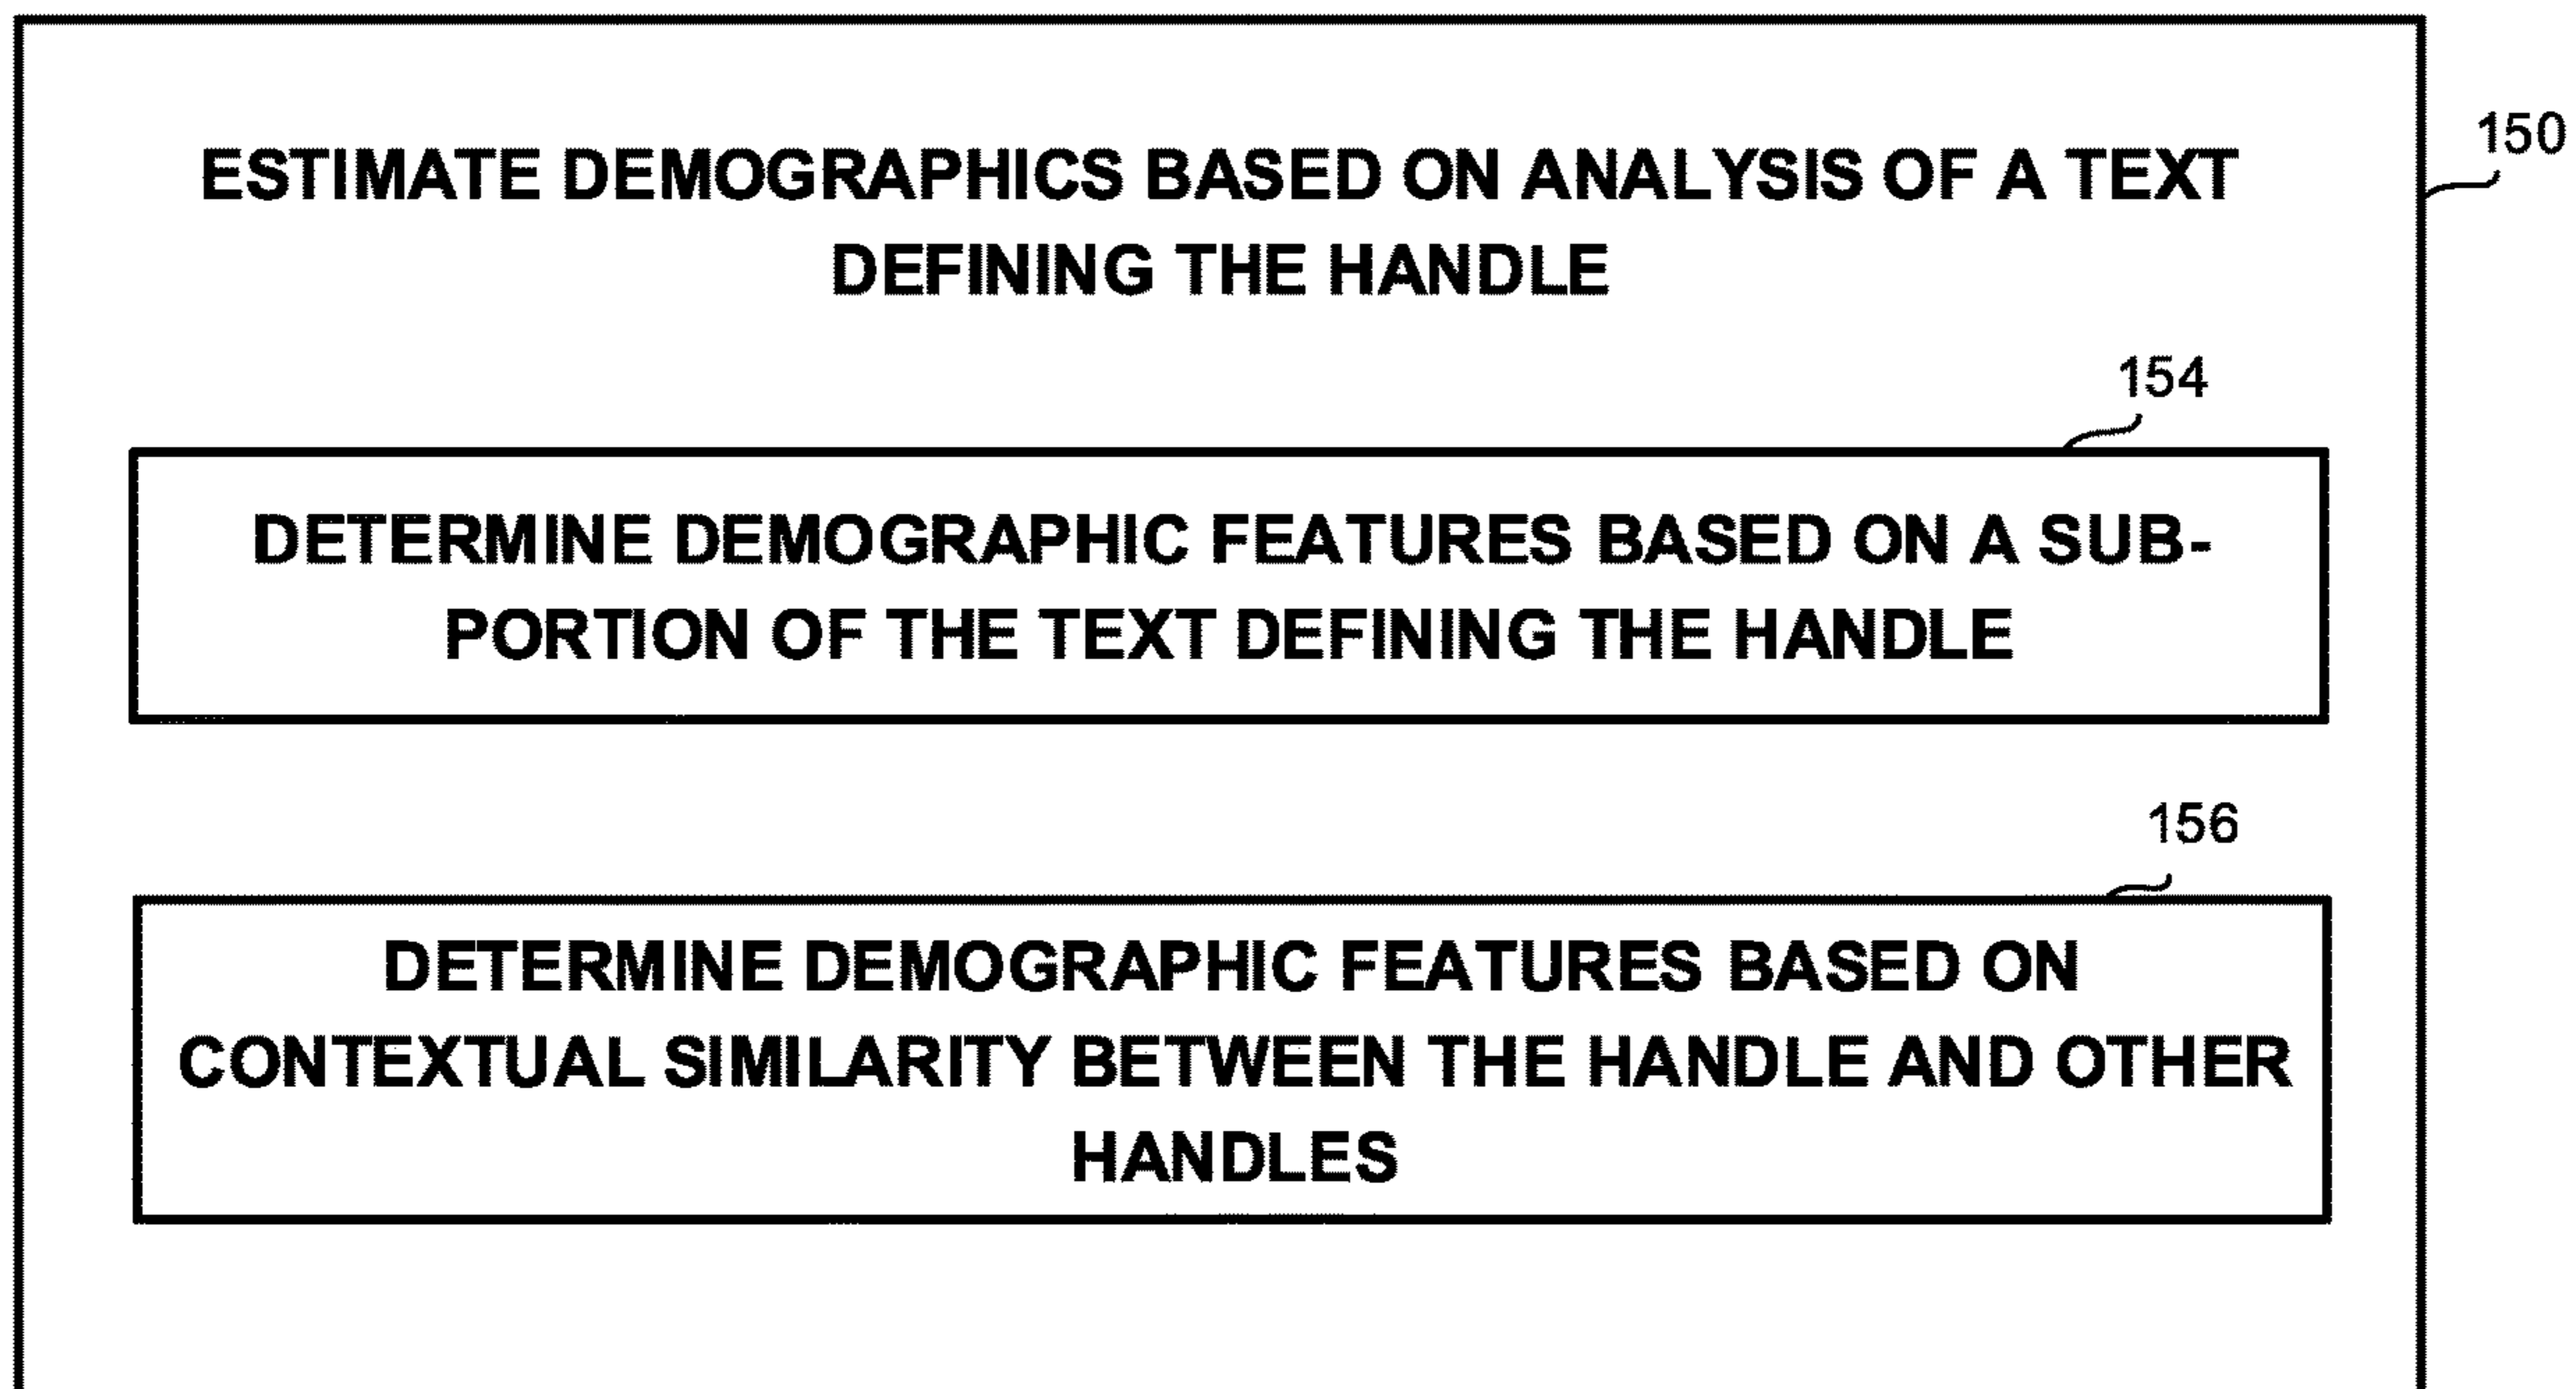 150
ESTIMATE DEMOGRAPHICS BASED ON ANALYSIS OF A TEXT
DEFINING THE HANDLE
154
DETERMINE DEMOGRAPHIC FEATURES BASED ON A SUB-
PORTION OF THE TEXT DEFINING THE HANDLE
156
DETERMINE DEMOGRAPHIC FEATURES BASED ON
CONTEXTUAL SIMILARITY BETWEEN THE HANDLE AND OTHER
HANDLES